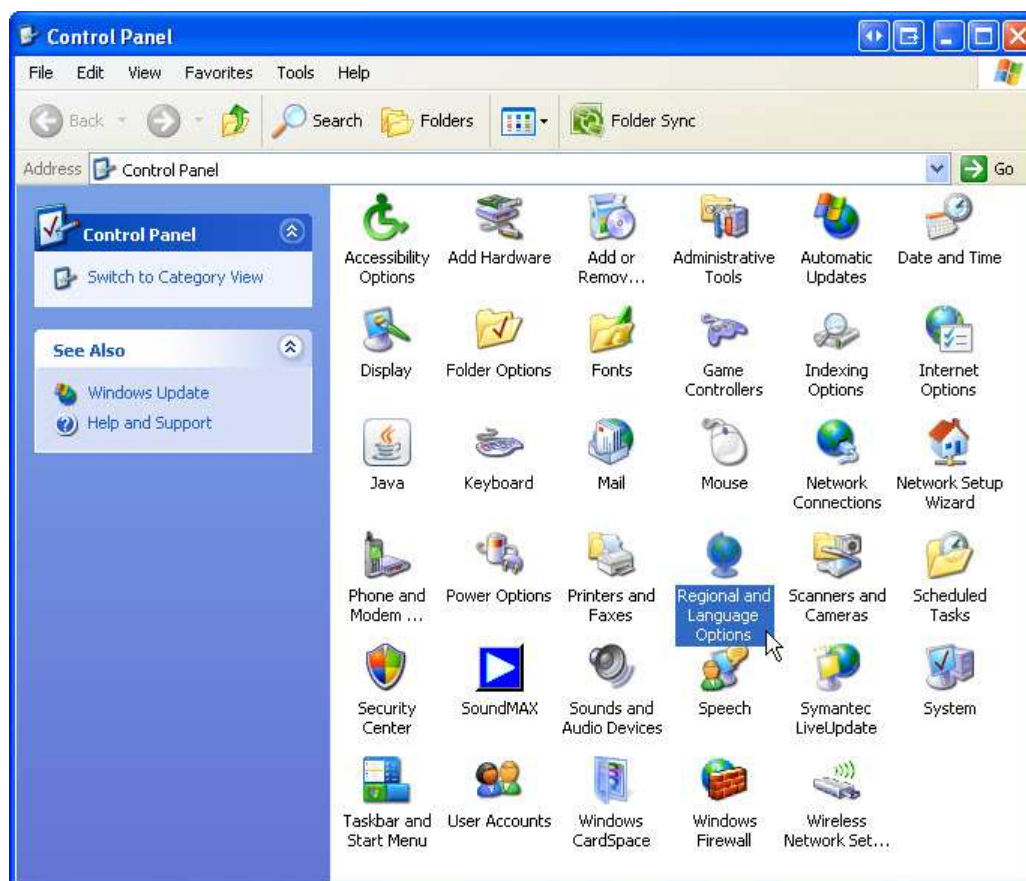 Control Panel
File Edit View Favorites Tools Help
Back Search Folders Folder Sync
Address Control Panel Go
Control Panel
Switch to Category View
See Also
Windows Update
Help and Support
Accessibility Options
Add Hardware
Add or Remov...
Administrative Tools
Automatic Updates
Date and Time
Display
Folder Options
Fonts
Game Controllers
Indexing Options
Internet Options
Java
Keyboard
Mail
Mouse
Network Connections
Network Setup Wizard
Phone and Modem ...
Power Options
Printers and Faxes
Regional and Language Options
Scanners and Cameras
Scheduled Tasks
Security Center
SoundMAX
Sounds and Audio Devices
Speech
Symantec LiveUpdate
System
Taskbar and Start Menu
User Accounts
Windows CardSpace
Windows Firewall
Wireless Network Set...